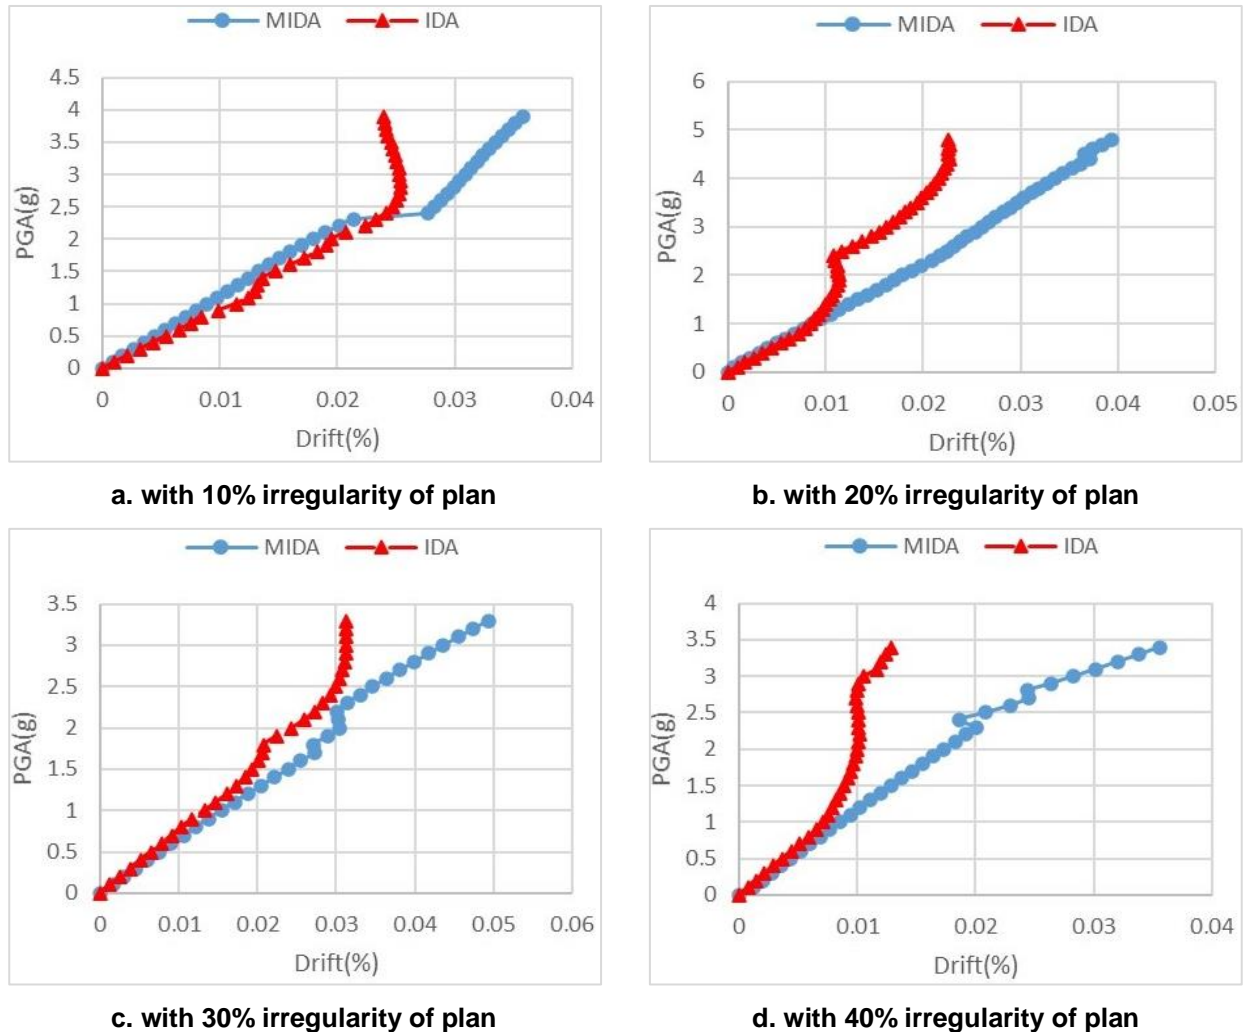 MIDA IDA
4.5
4
3.5
3
2.5
2
1.5
1
0.5
0
PGA(g)
0 0.01 0.02 0.03 0.04
Drift(%)
a. with 10% irregularity of plan
MIDA IDA
6
5
4
3
2
1
0
PGA(g)
0 0.01 0.02 0.03 0.04 0.05
Drift(%)
b. with 20% irregularity of plan
MIDA IDA
3.5
3
2.5
2
1.5
1
0.5
0
PGA(g)
0 0.01 0.02 0.03 0.04 0.05 0.06
Drift(%)
c. with 30% irregularity of plan
MIDA IDA
4
3.5
3
2.5
2
1.5
1
0.5
0
PGA(g)
0 0.01 0.02 0.03 0.04
Drift(%)
d. with 40% irregularity of plan